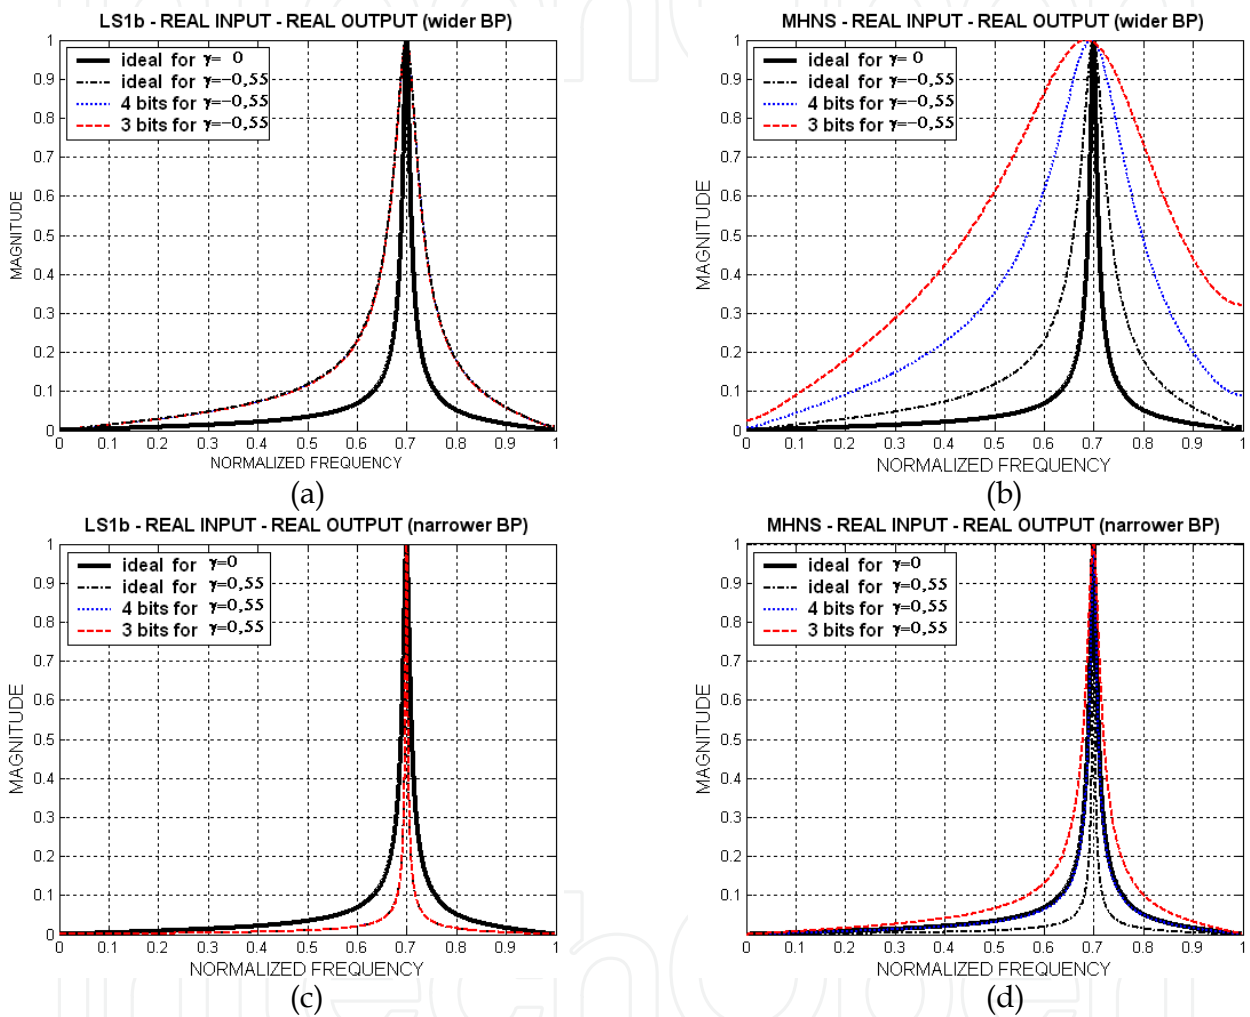 LS1b - REAL INPUT - REAL OUTPUT (wider BP)
ideal for γ= 0
ideal for γ=−0,55
4 bits for γ=−0,55
3 bits for γ=−0,55
MAGNITUDE
1
0.9
0.8
0.7
0.6
0.5
0.4
0.3
0.2
0.1
0
0 0.1 0.2 0.3 0.4 0.5 0.6 0.7 0.8 0.9 1
NORMALIZED FREQUENCY
(a)
MHNS - REAL INPUT - REAL OUTPUT (wider BP)
ideal for γ= 0
ideal for γ=−0,55
4 bits for γ=−0,55
3 bits for γ=−0,55
MAGNITUDE
1
0.9
0.8
0.7
0.6
0.5
0.4
0.3
0.2
0.1
0
0 0.1 0.2 0.3 0.4 0.5 0.6 0.7 0.8 0.9 1
NORMALIZED FREQUENCY
(b)
LS1b - REAL INPUT - REAL OUTPUT (narrower BP)
ideal for γ=0
ideal for γ=0,55
4 bits for γ=0,55
3 bits for γ=0,55
MAGNITUDE
1
0.9
0.8
0.7
0.6
0.5
0.4
0.3
0.2
0.1
0
0 0.1 0.2 0.3 0.4 0.5 0.6 0.7 0.8 0.9 1
NORMALIZED FREQUENCY
(c)
MHNS - REAL INPUT - REAL OUTPUT (narrower BP)
ideal for γ=0
ideal for γ=0,55
4 bits for γ=0,55
3 bits for γ=0,55
MAGNITUDE
1
0.9
0.8
0.7
0.6
0.5
0.4
0.3
0.2
0.1
0
0 0.1 0.2 0.3 0.4 0.5 0.6 0.7 0.8 0.9 1
NORMALIZED FREQUENCY
(d)